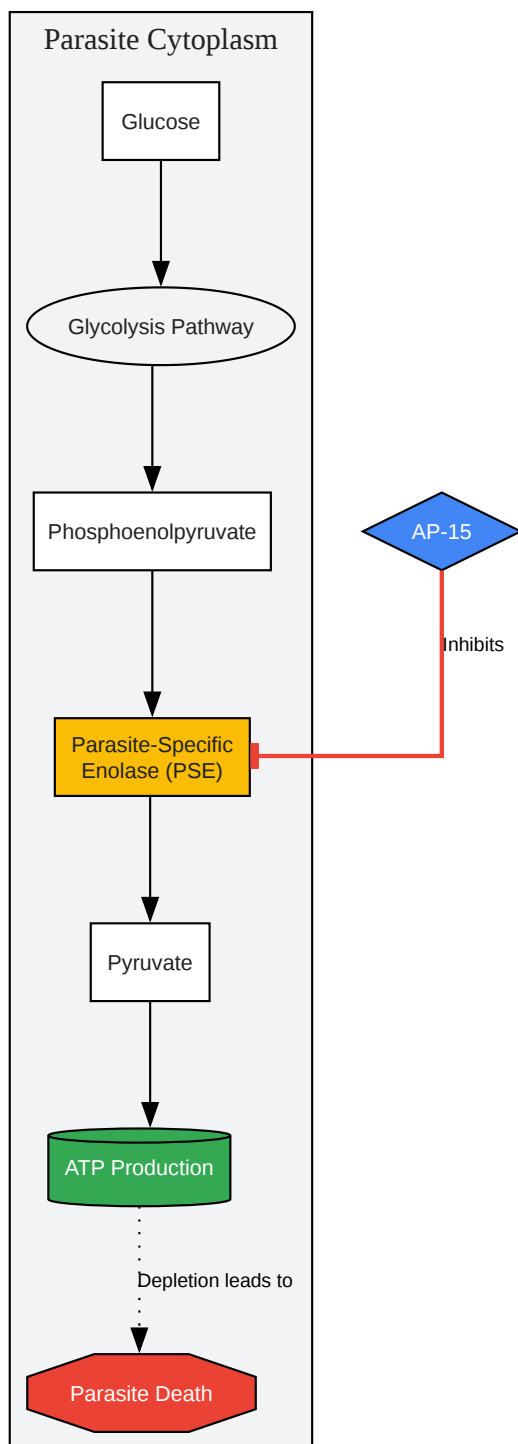 Parasite Cytoplasm
Glucose
Glycolysis Pathway
Phosphoenolpyruvate
AP-15
Inhibits
Parasite-Specific
Enolase (PSE)
Pyruvate
ATP Production
Depletion leads to
Parasite Death